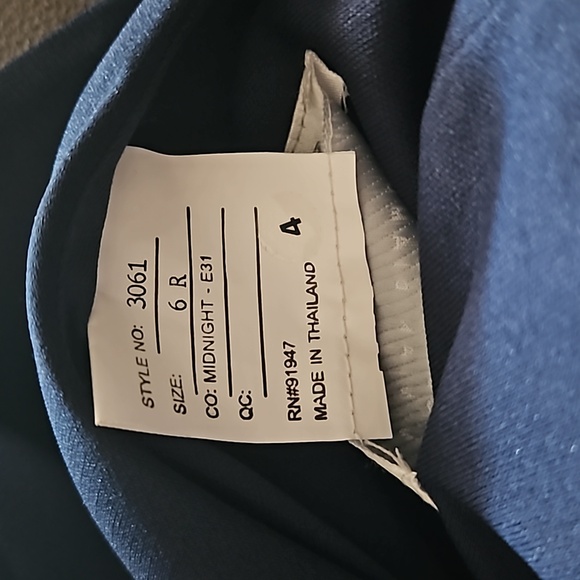 STYLE NO: 3061
SIZE: 6 R
CO: MIDNIGHT - E31
QC:
RN#91947
MADE IN THAILAND 4